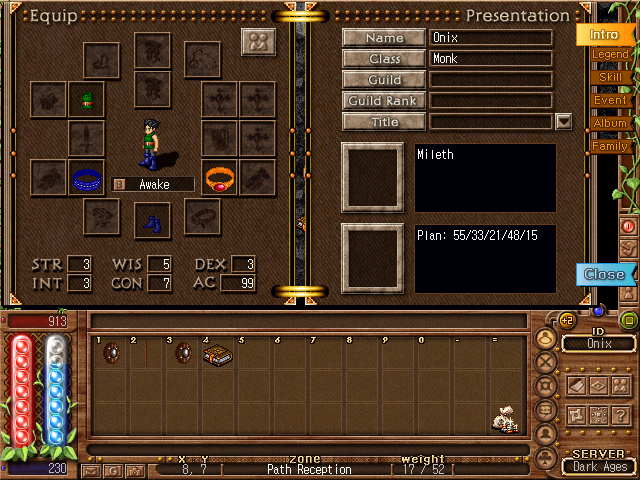 Equip
Presentation
Name Onix
Class Monk
Guild
Guild Rank
Title
Intro
Legend
Skill
Event
Album
Family
Mileth
Plan: 55/33/21/48/15
Awake
STR 3 WIS 5 DEX 3
INT 3 CON 7 AC 99
Close
913
1 2 3 4 5 6 7 8 9 0 - =
+2
ID
Onix
x y zone weight
230 8, 7 Path Reception 17 / 52
SERVER
Dark Ages